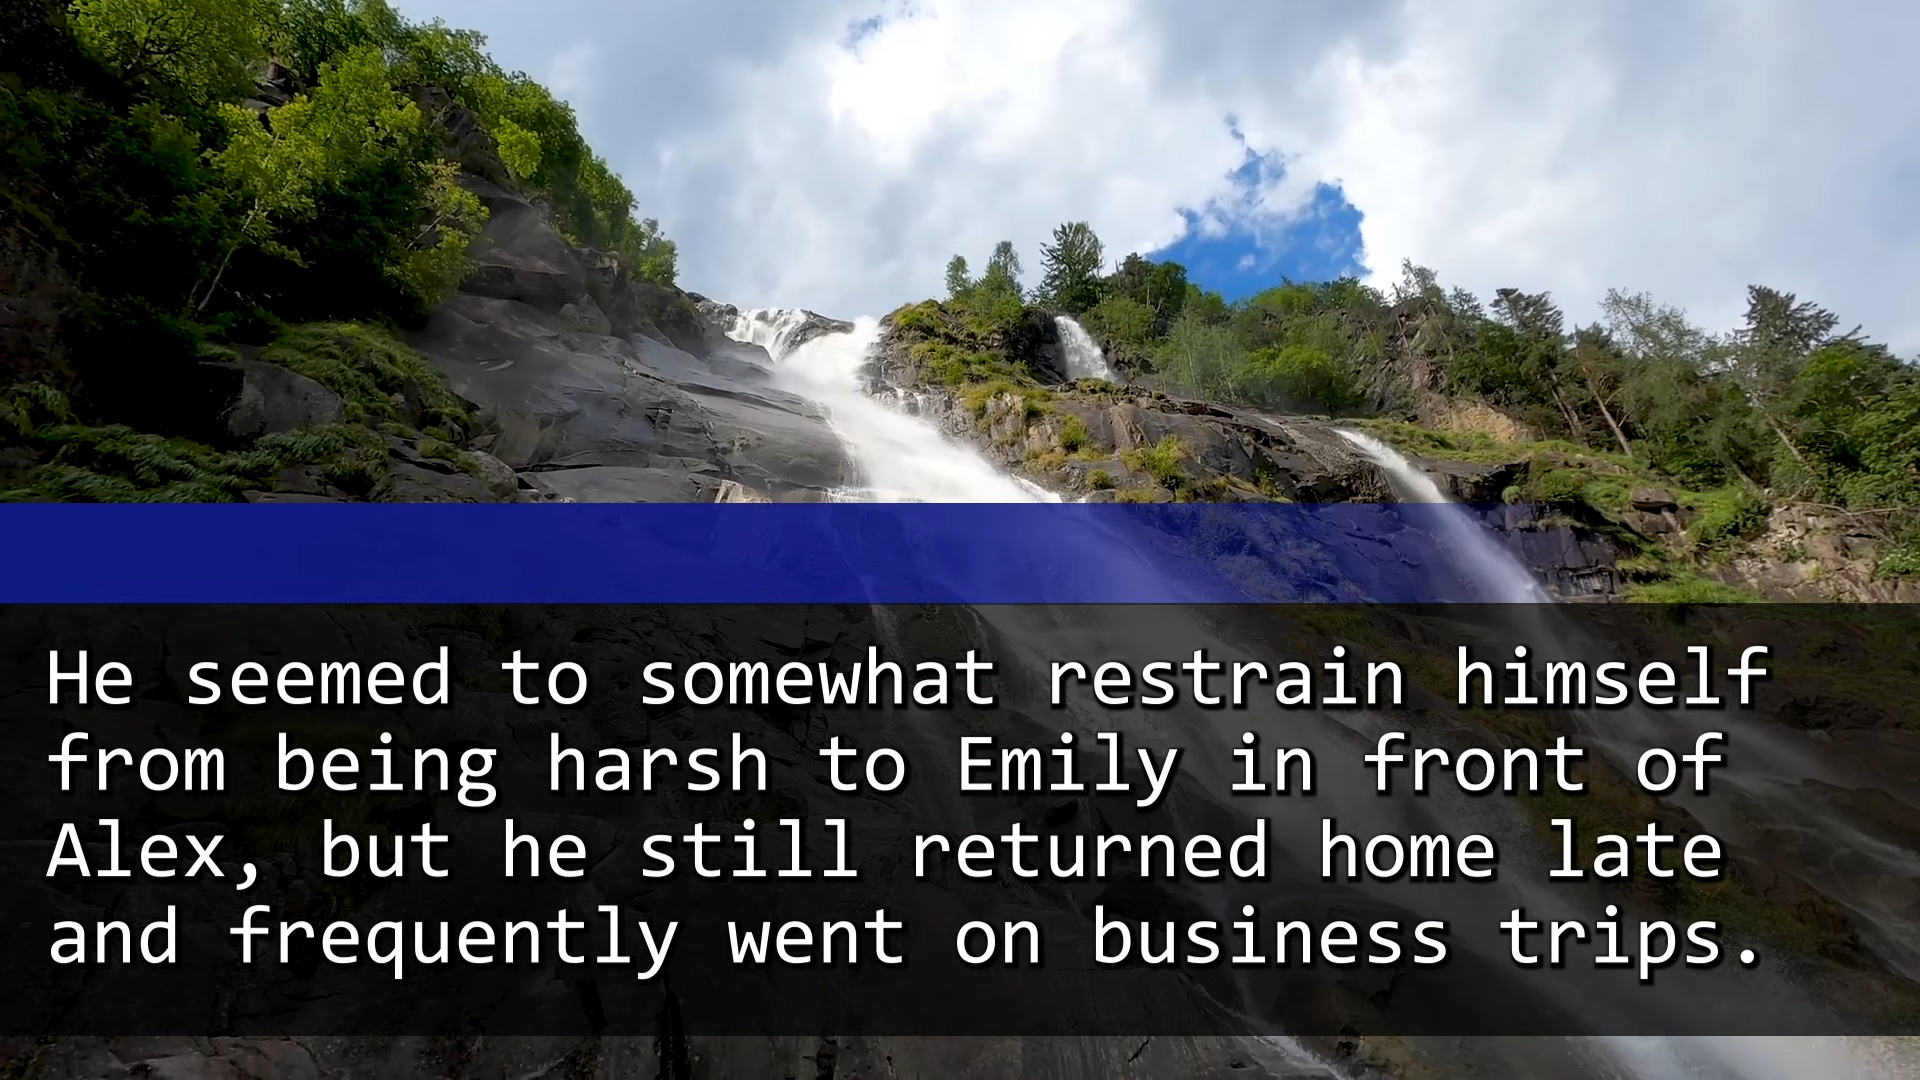 He seemed to somewhat restrain himself
from being harsh to Emily in front of
Alex, but he still returned home late
and frequently went on business trips.